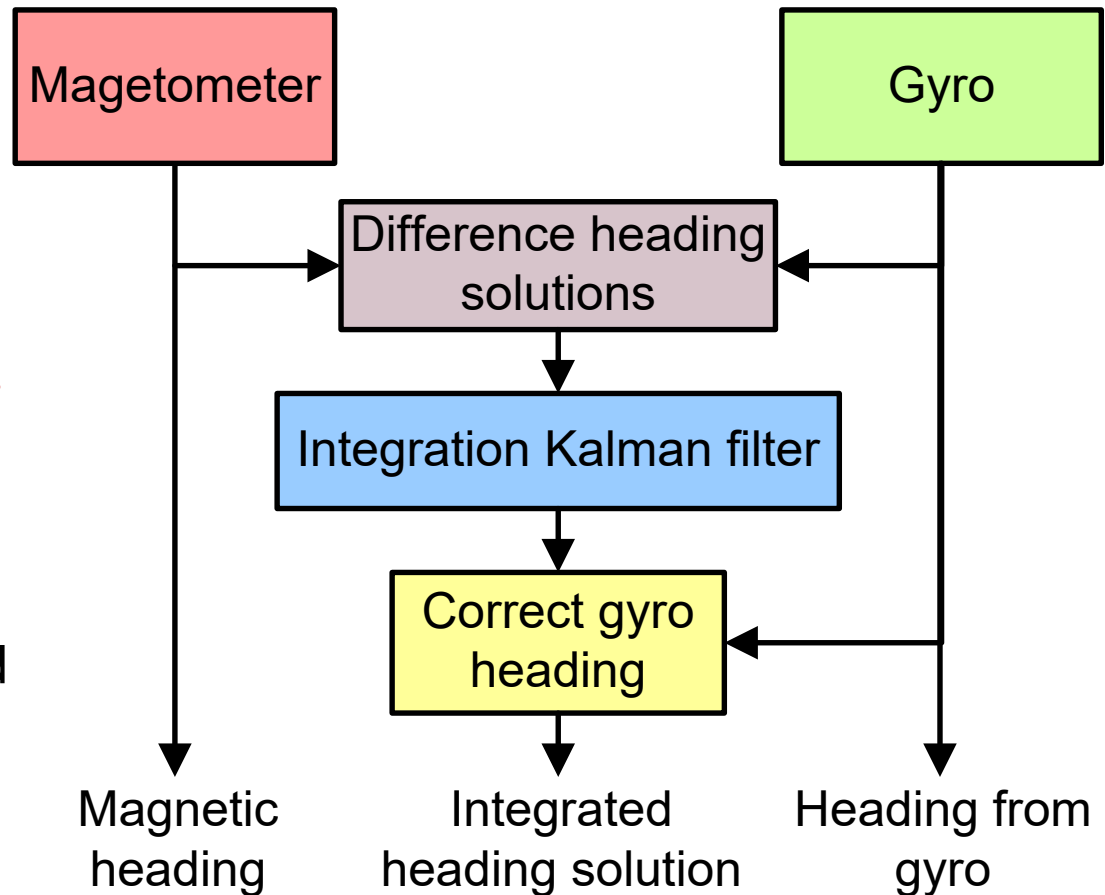 Magetometer
Gyro
Difference heading
solutions
Integration Kalman filter
Correct gyro
heading
Magnetic
heading
Integrated
heading solution
Heading from
gyro